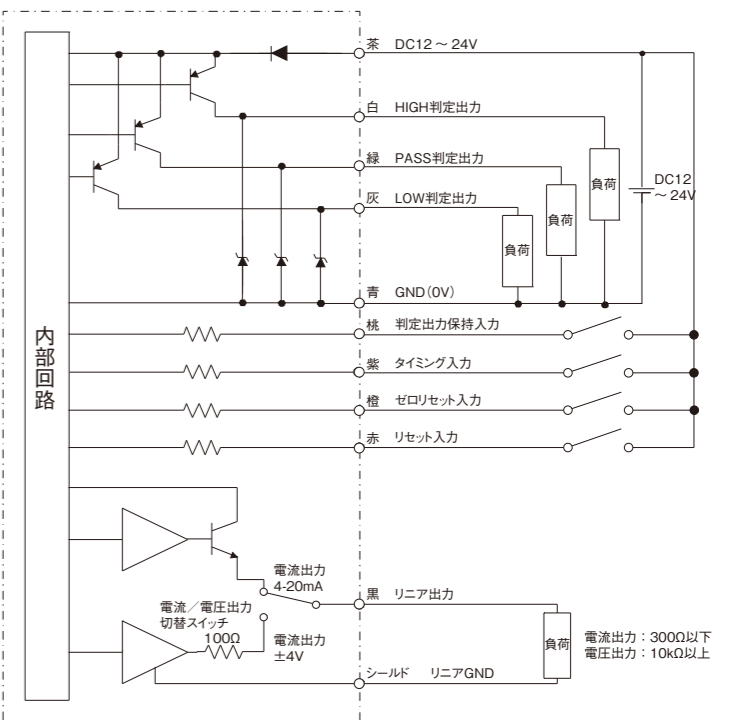 茶 DC12～24V
白 HIGH判定出力
緑 PASS判定出力
灰 LOW判定出力
負荷
負荷
負荷
DC12
～24V
青 GND(0V)
内部回路
桃 判定出力保持入力
紫 タイミング入力
橙 ゼロリセット入力
赤 リセット入力
電流出力
4-20mA
黒 リニア出力
電流／電圧出力
切替スイッチ
100Ω
電流出力
±4V
負荷
電流出力：300Ω以下
電圧出力：10kΩ以上
シールド リニアGND